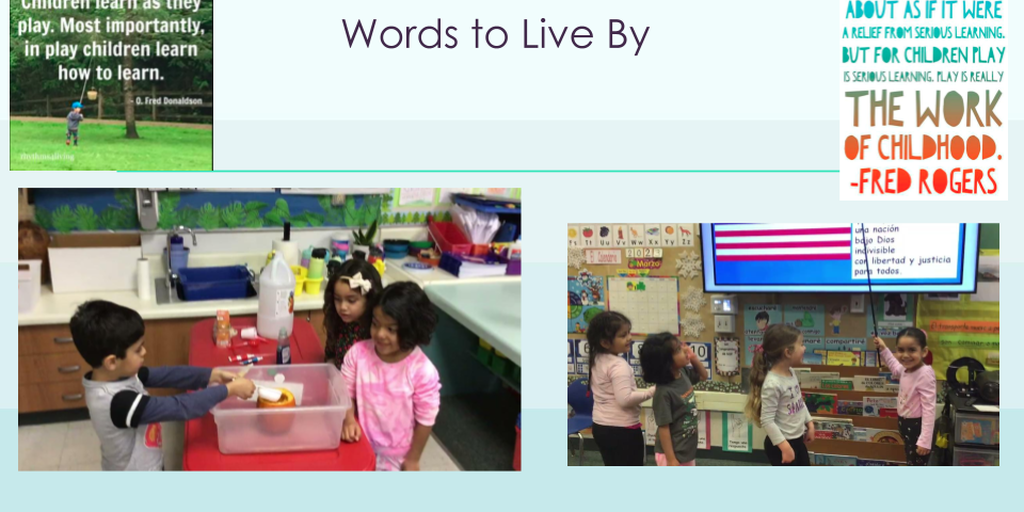 Children learn as they
play. Most importantly,
in play children learn
how to learn.
- O. Fred Donaldson
Words to Live By
ABOUT AS IF IT WERE
A RELIEF FROM SERIOUS LEARNING.
BUT FOR CHILDREN PLAY
IS SERIOUS LEARNING. PLAY IS REALLY
THE WORK
OF CHILDHOOD.
-FRED ROGERS
una nación
bajo Dios
indivisible
con libertad y justicia
para todos.
Marzo